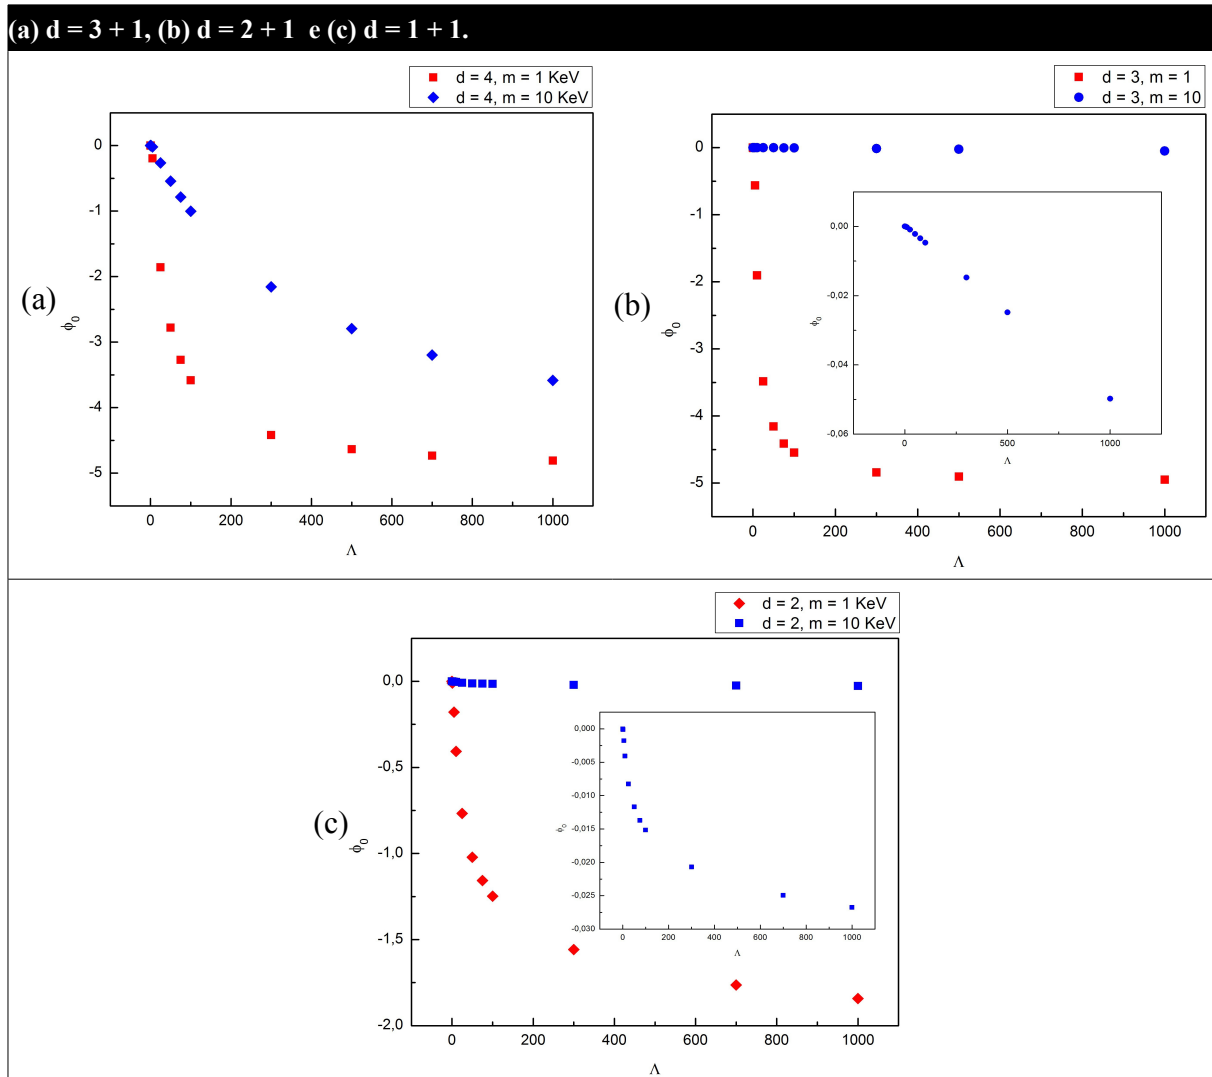 (a) d = 3 + 1, (b) d = 2 + 1 e (c) d = 1 + 1.
d = 4, m = 1 KeV
d = 4, m = 10 KeV
0
-1
-2
-3
-4
-5
ϕ0
(a)
0 200 400 600 800 1000
Λ
d = 3, m = 1
d = 3, m = 10
0
-1
-2
-3
-4
-5
ϕ0
(b)
0 200 400 600 800 1000
Λ
0,00
-0,02
-0,04
-0,06
ϕ0
0 500 1000
Λ
d = 2, m = 1 KeV
d = 2, m = 10 KeV
0,0
-0,5
-1,0
-1,5
-2,0
ϕ0
(c)
0 200 400 600 800 1000
Λ
0,000
-0,005
-0,010
-0,015
-0,020
-0,025
-0,030
ϕ0
0 200 400 600 800 1000
Λ